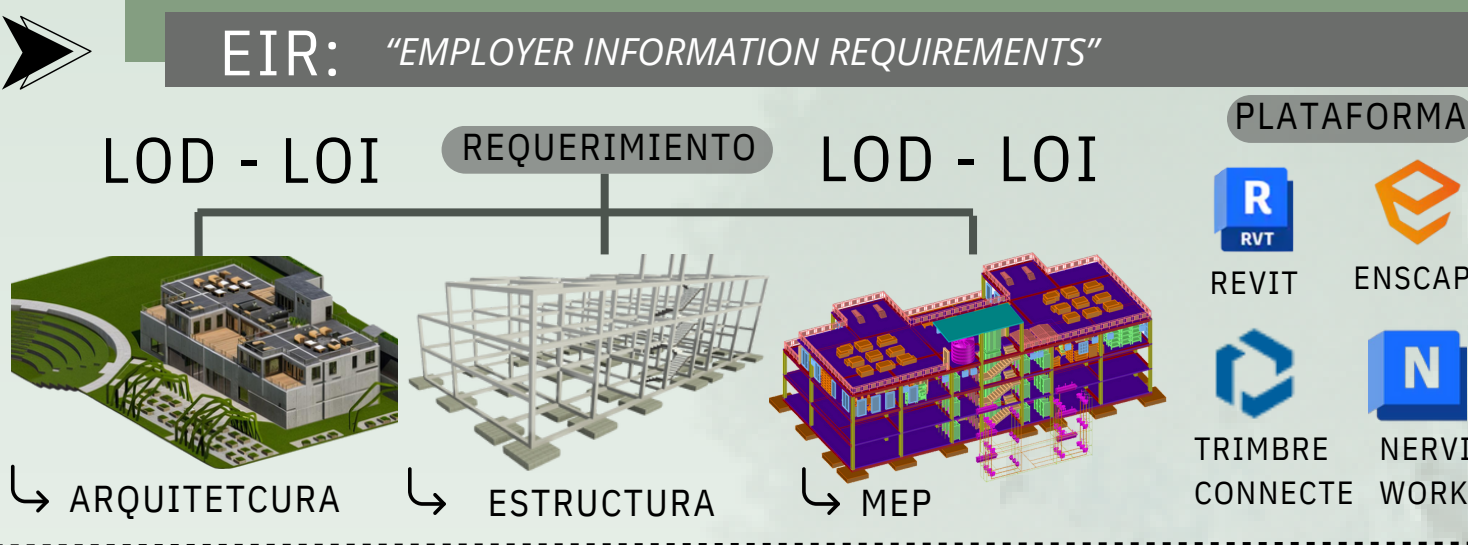 EIR: “EMPLOYER INFORMATION REQUIREMENTS”
LOD - LOI
REQUERIMIENTO
LOD - LOI
PLATAFORMA
R
RVT
REVIT
ENSCAP
N
TRIMBRE
CONNECTE
NERVI
WORK
ARQUITETCURA
ESTRUCTURA
MEP